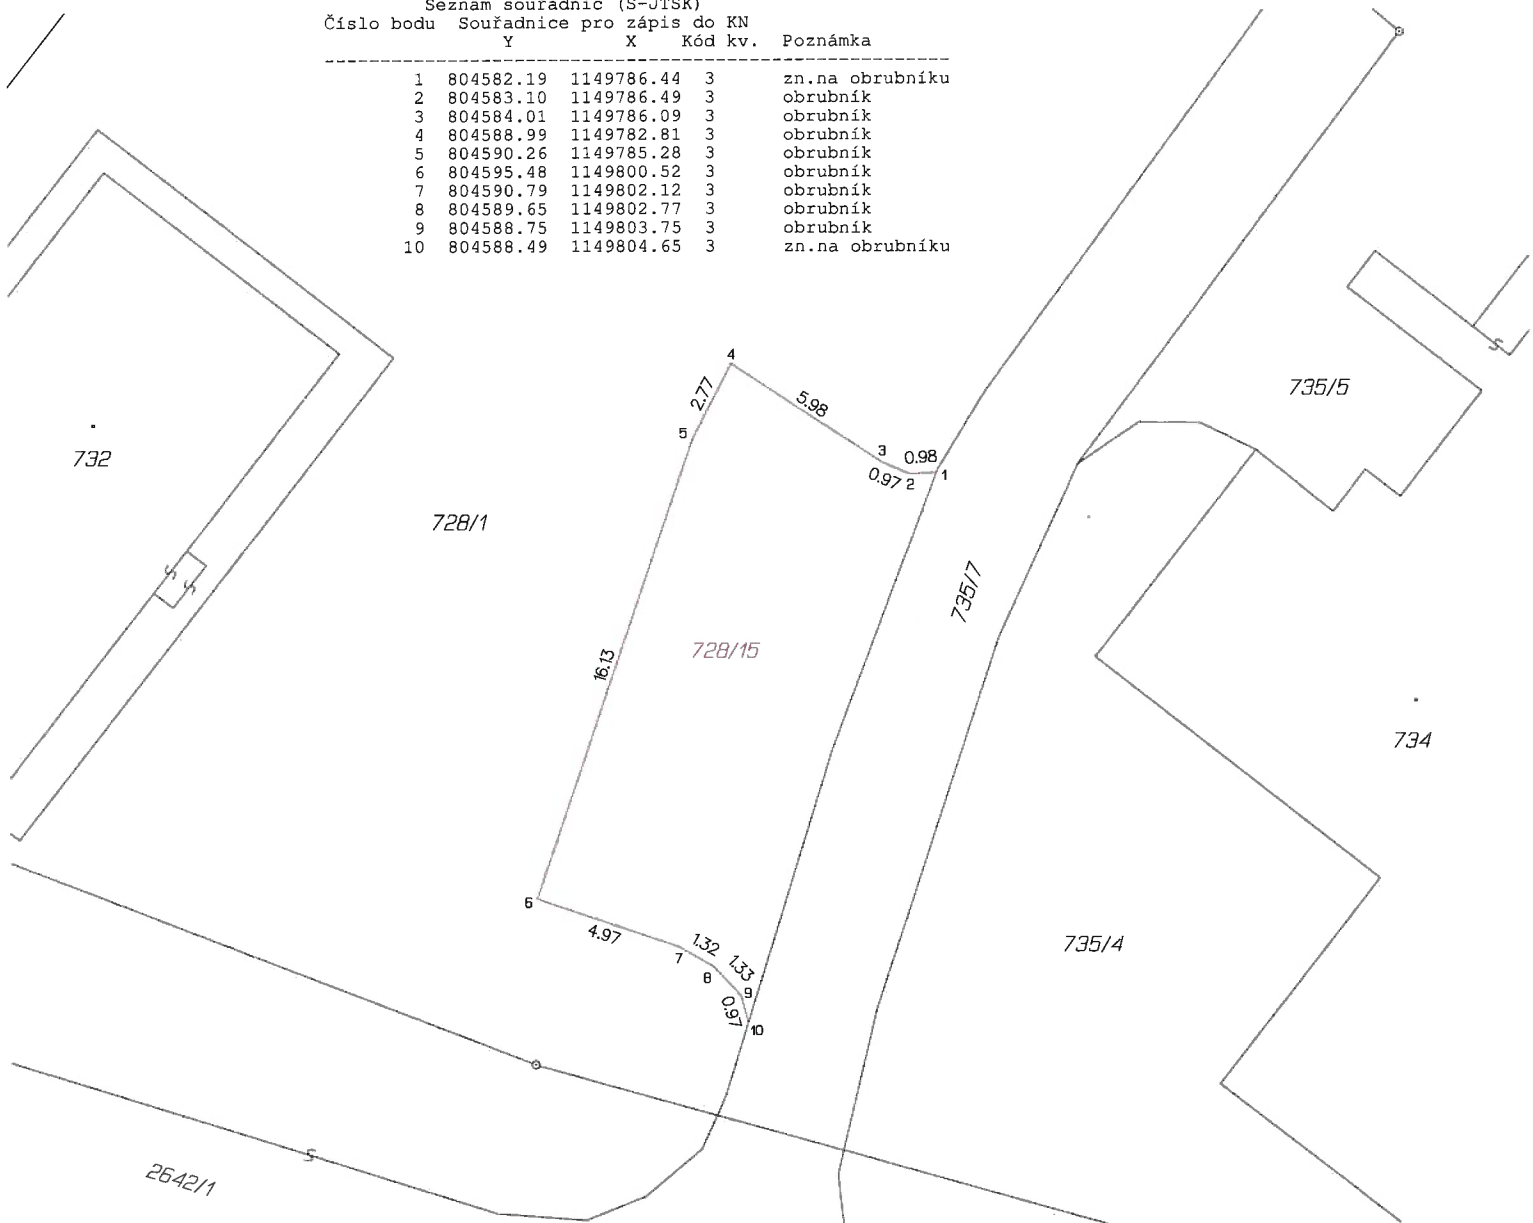 Seznam souřadnic (S-JTSK)
Číslo bodu Souřadnice pro zápis do KN
Y X Kód kv. Poznámka
1 804582.19 1149786.44 3 zn.na obrubníku
2 804583.10 1149786.49 3 obrubník
3 804584.01 1149786.09 3 obrubník
4 804588.99 1149782.81 3 obrubník
5 804590.26 1149785.28 3 obrubník
6 804595.48 1149800.52 3 obrubník
7 804590.79 1149802.12 3 obrubník
8 804589.65 1149802.77 3 obrubník
9 804588.75 1149803.75 3 obrubník
10 804588.49 1149804.65 3 zn.na obrubníku
4
2.77
5.98
5
3
0.98
0.97
2
1
735/5
732
728/1
735/7
728/15
16.13
734
6
4.97
1.32
7
8
1.33
9
0.97
10
735/4
2642/1